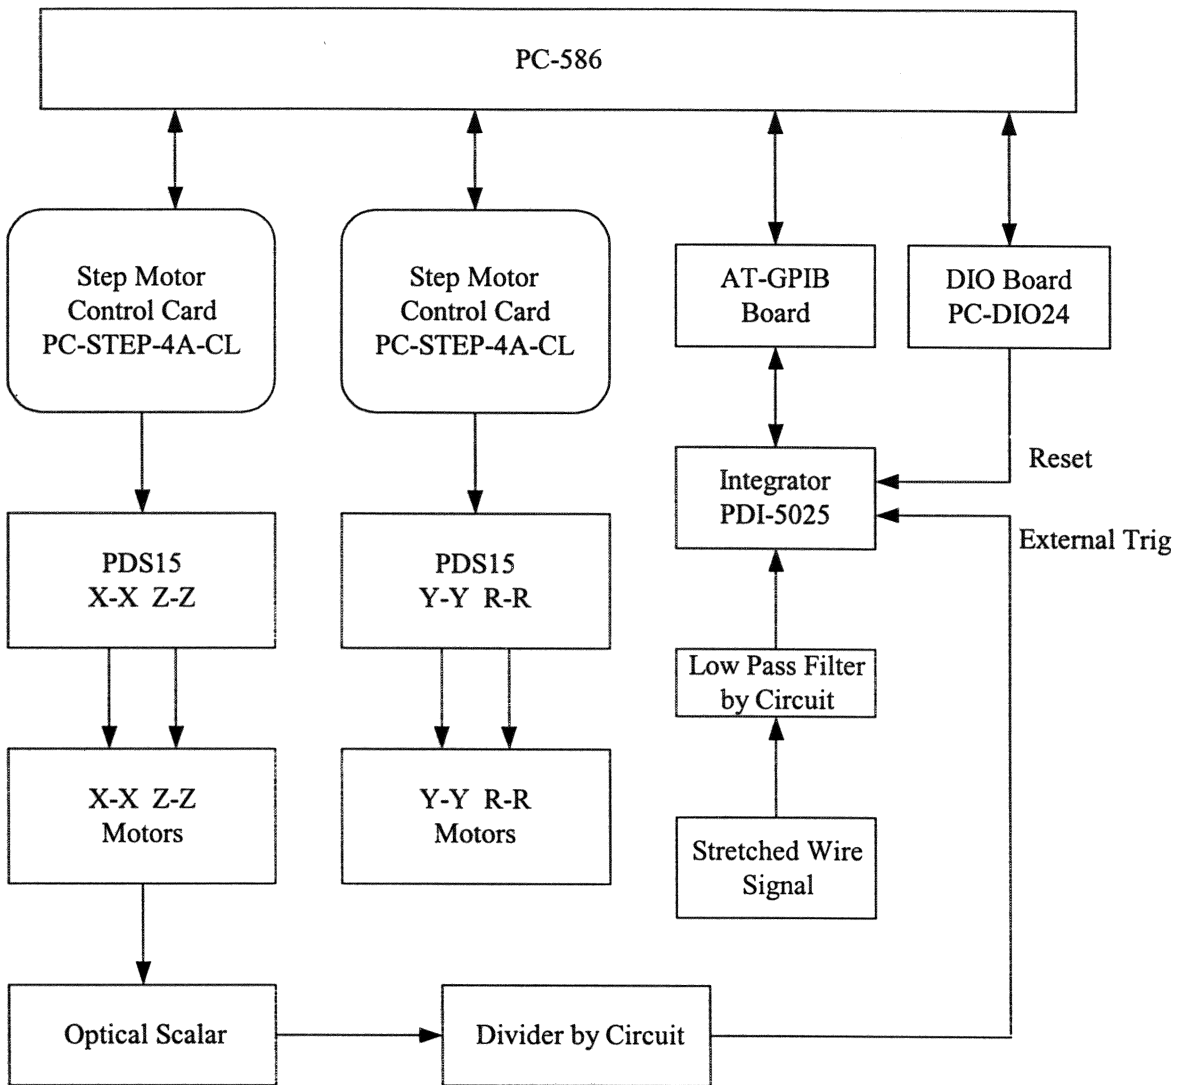 PC-586
Step Motor
Control Card
PC-STEP-4A-CL
Step Motor
Control Card
PC-STEP-4A-CL
AT-GPIB
Board
DIO Board
PC-DIO24
Reset
Integrator
PDI-5025
External Trig
PDS15
X-X Z-Z
PDS15
Y-Y R-R
Low Pass Filter
by Circuit
X-X Z-Z
Motors
Y-Y R-R
Motors
Stretched Wire
Signal
Optical Scalar
Divider by Circuit